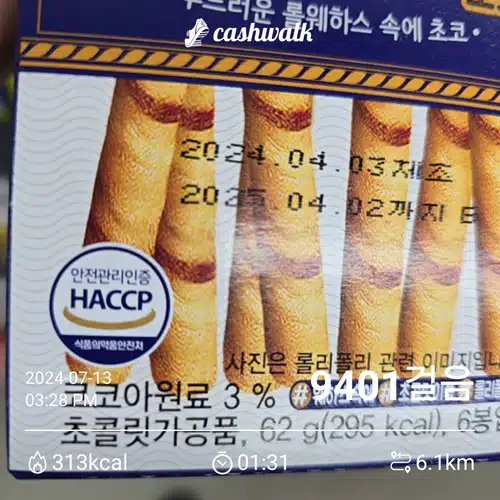 부드러운 롤웨하스 속에 초코
cashwalk
2024.04.03제조
2025.04.02까지 B
안전관리인증
HACCP
식품의약품안전처
사진은 롤리폴리 관련 이미지입니
2024-07-13
03:28 PM
코코아원료 3 % #
9401걸음
초콜릿가공품, 62 g(295 kcal), 6봉입
313kcal
01:31
6.1km